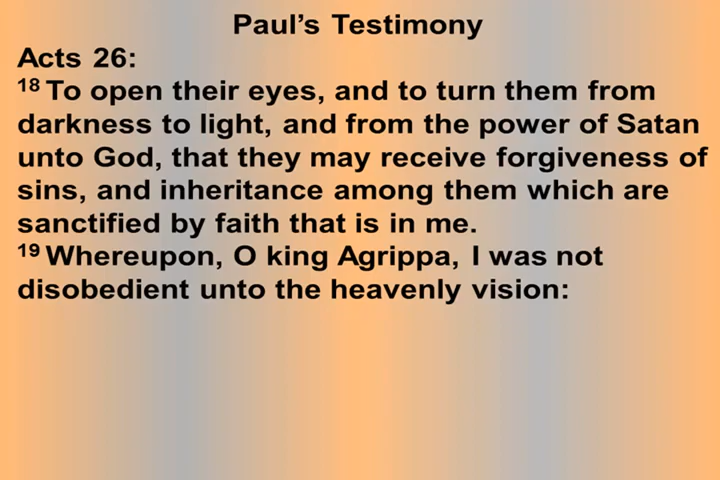 Paul’s Testimony
Acts 26:
18 To open their eyes, and to turn them from
darkness to light, and from the power of Satan
unto God, that they may receive forgiveness of
sins, and inheritance among them which are
sanctified by faith that is in me.
19 Whereupon, O king Agrippa, I was not
disobedient unto the heavenly vision: